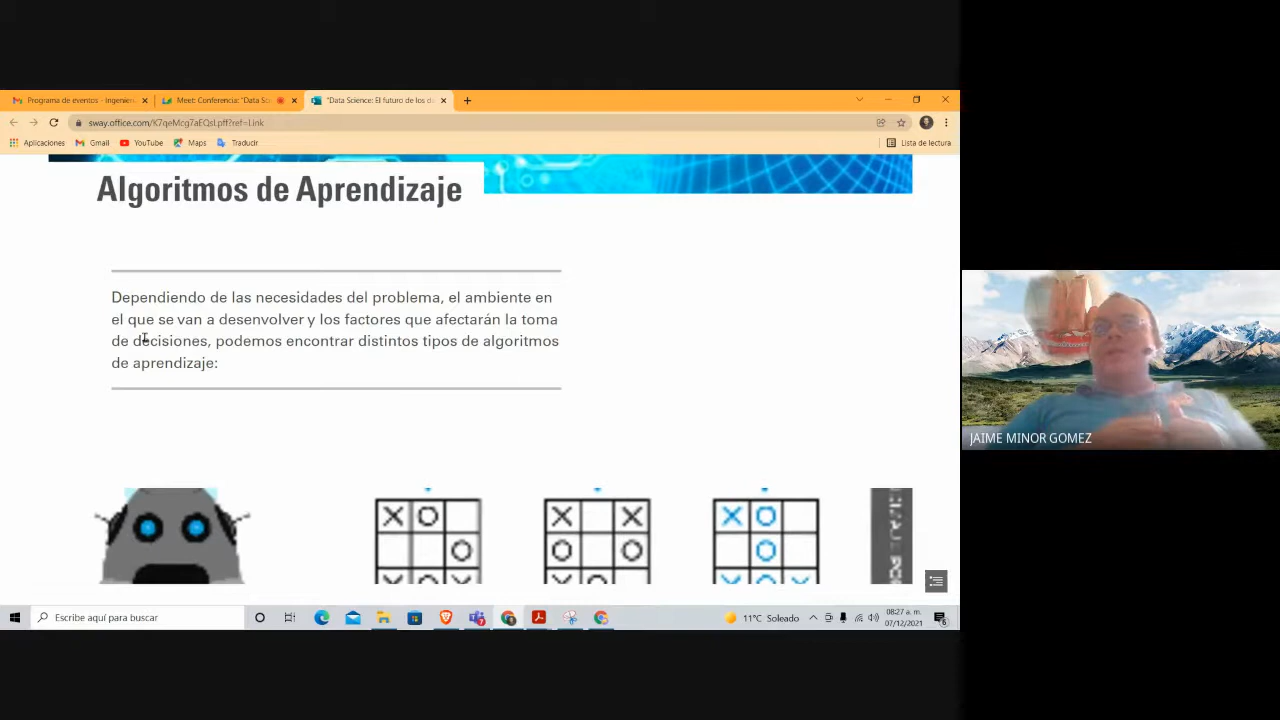 Programa de eventos - Ingenier
Meet: Conferencia: "Data Sc
"Data Science: El futuro de los d
sway.office.com/K7qeMcg7aEQsLpff?ref=Link
Aplicaciones
Gmail
YouTube
Maps
Traducir
Lista de lectura
Algoritmos de Aprendizaje
Dependiendo de las necesidades del problema, el ambiente en
el que se van a desenvolver y los factores que afectarán la toma
de decisiones, podemos encontrar distintos tipos de algoritmos
de aprendizaje:
X O
O
X O X
X X
O O
X O
X O
O
X O X
JAIME MINOR GOMEZ
Escribe aquí para buscar
11°C Soleado
08:27 a. m.
07/12/2021
6